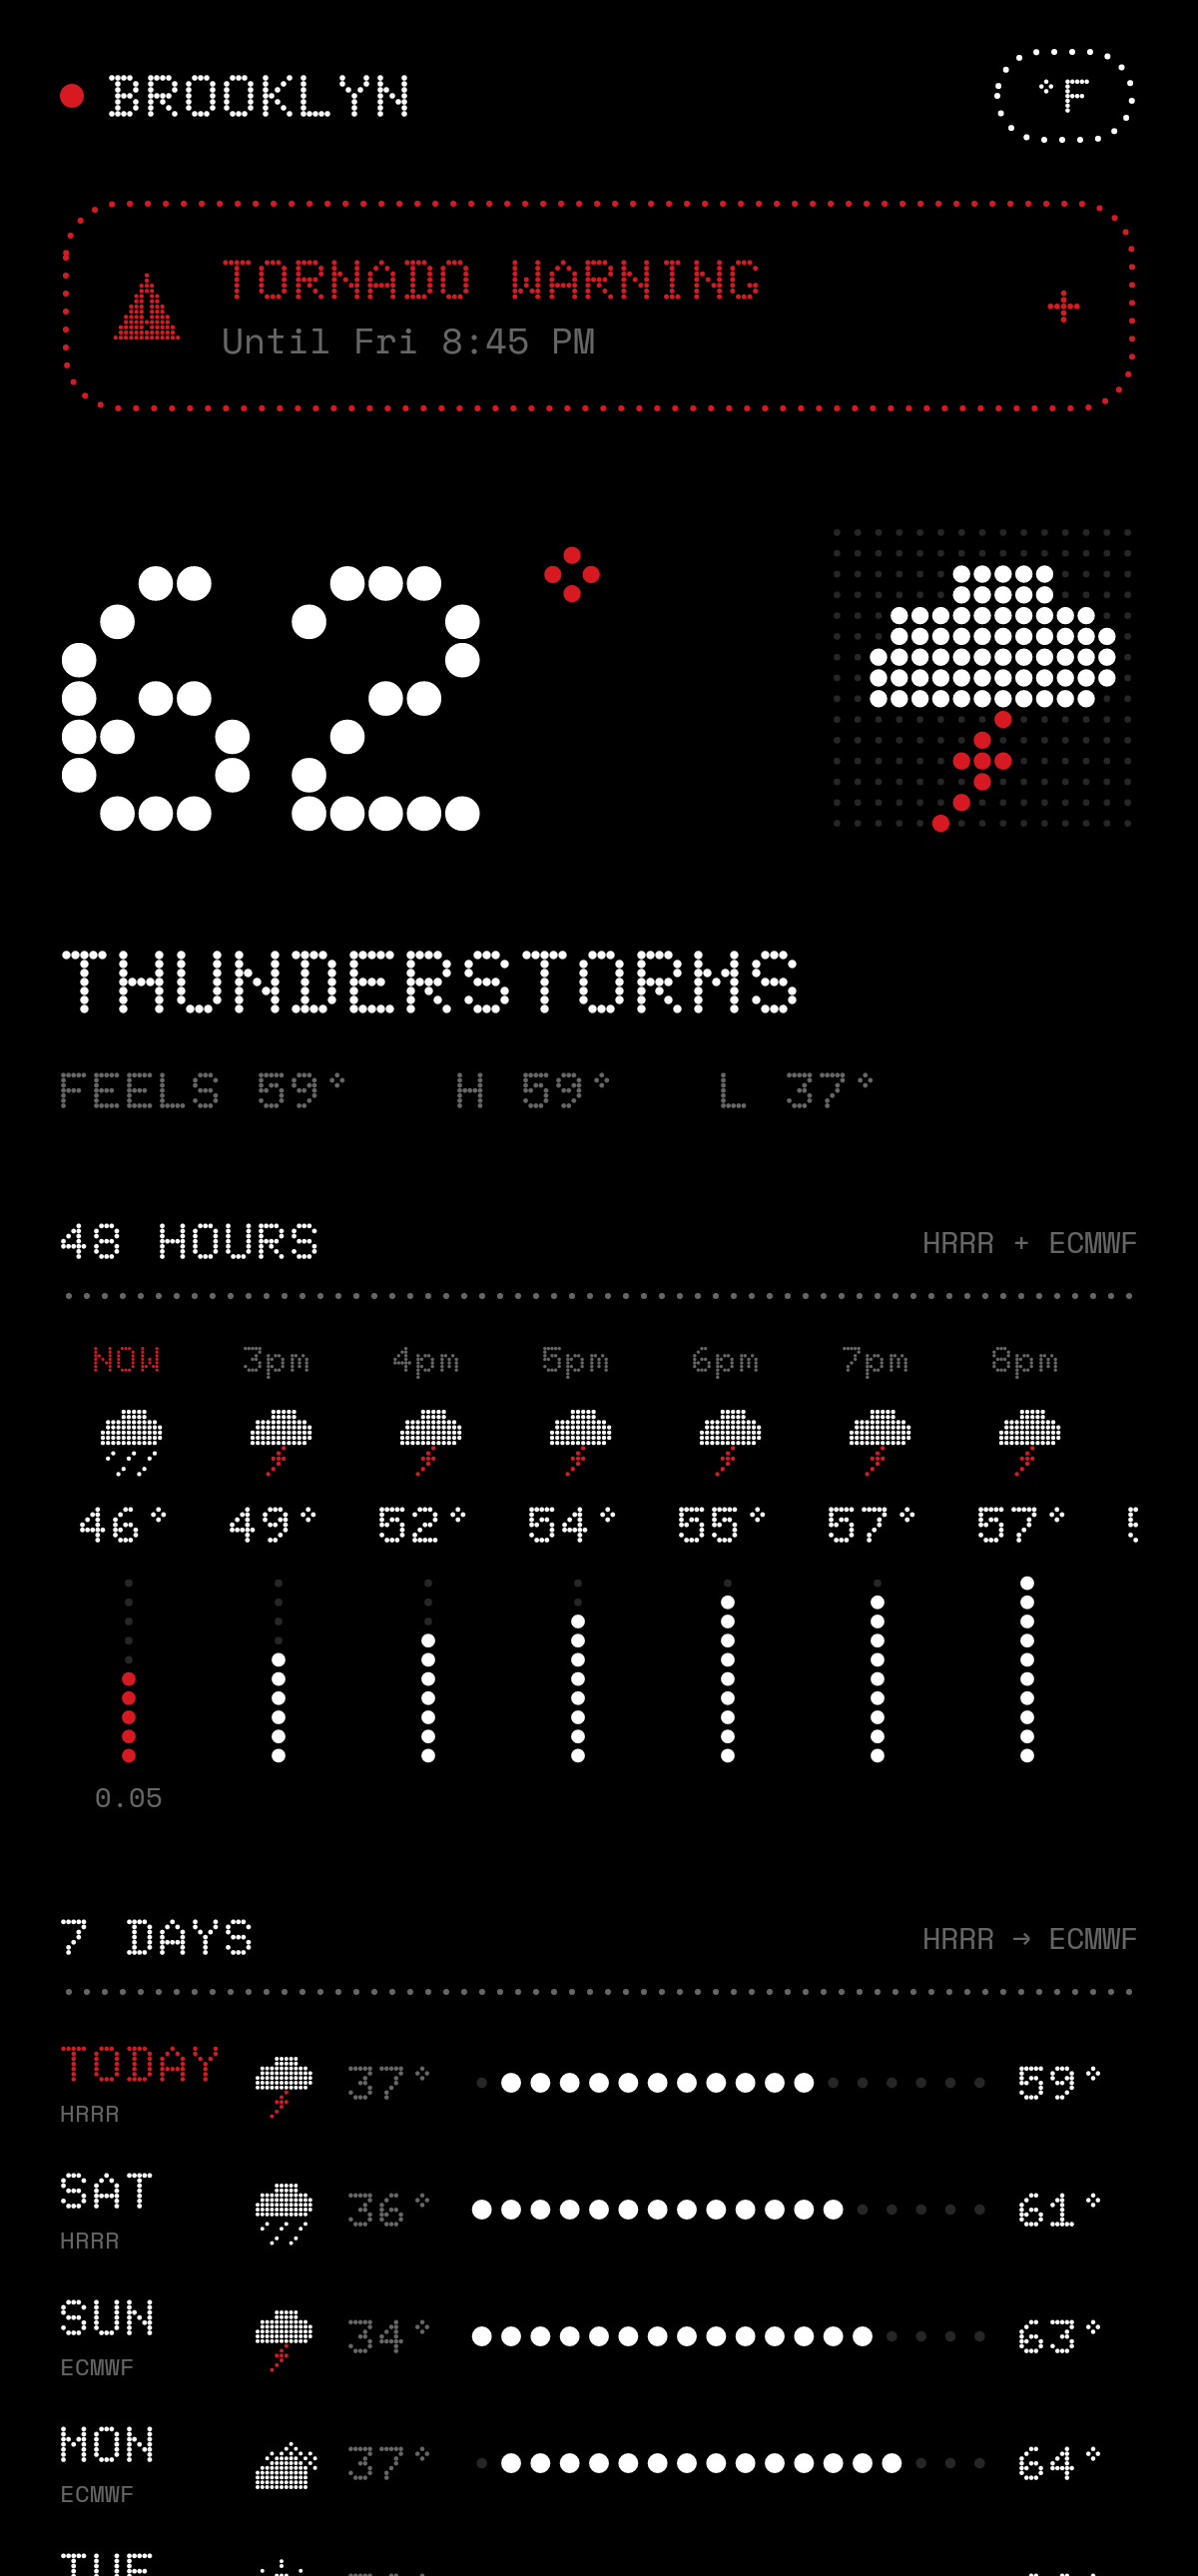 BROOKLYN °F
TORNADO WARNING
Until Fri 8:45 PM
+
62°
THUNDERSTORMS
FEELS 59° H 59° L 37°
48 HOURS HRRR + ECMWF
NOW 3pm 4pm 5pm 6pm 7pm 8pm
46° 49° 52° 54° 55° 57° 57°
0.05
7 DAYS HRRR → ECMWF
TODAY 37° 59°
HRRR
SAT 36° 61°
HRRR
SUN 34° 63°
ECMWF
MON 37° 64°
ECMWF
TUE